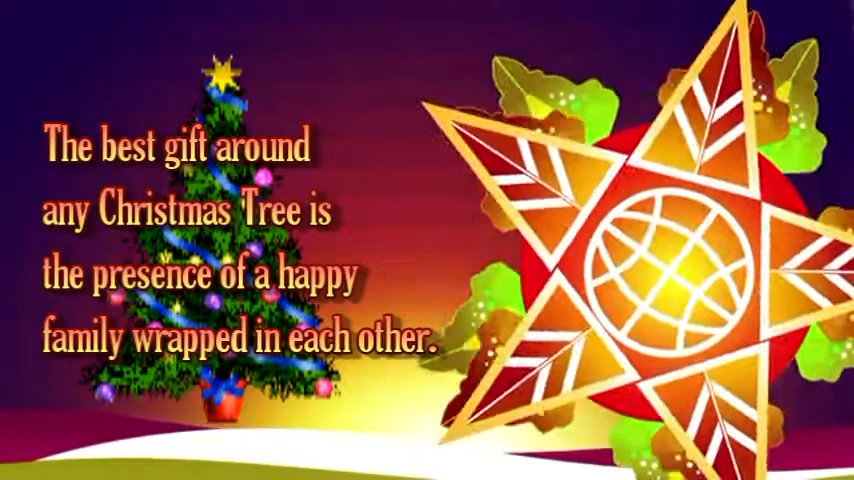 The best gift around
any Christmas Tree is
the presence of a happy
family wrapped in each other.